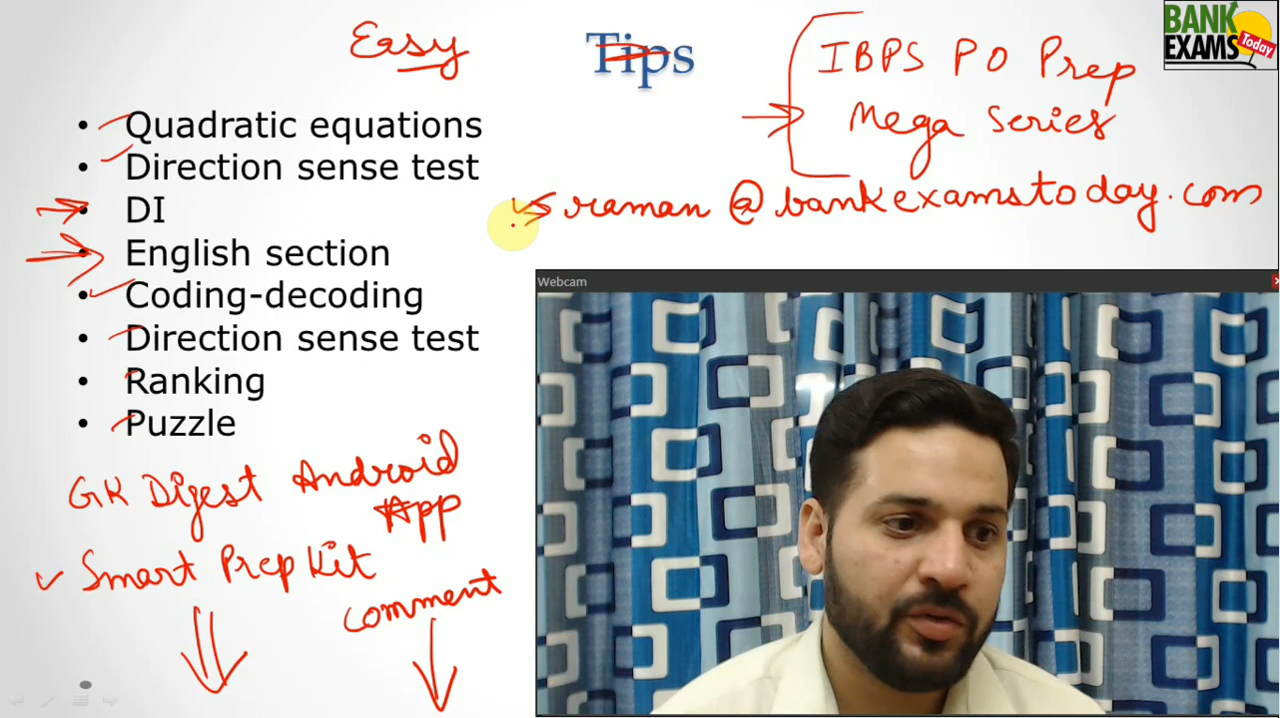 Easy
Tips
IBPS PO Prep
Mega Series
BANK
EXAMS
Today
• Quadratic equations
• Direction sense test
• DI
• English section
• Coding-decoding
• Direction sense test
• Ranking
• Puzzle
raman@bankexamstoday.com
GK Digest Android
App
Smart Prep Kit
comment
Webcam